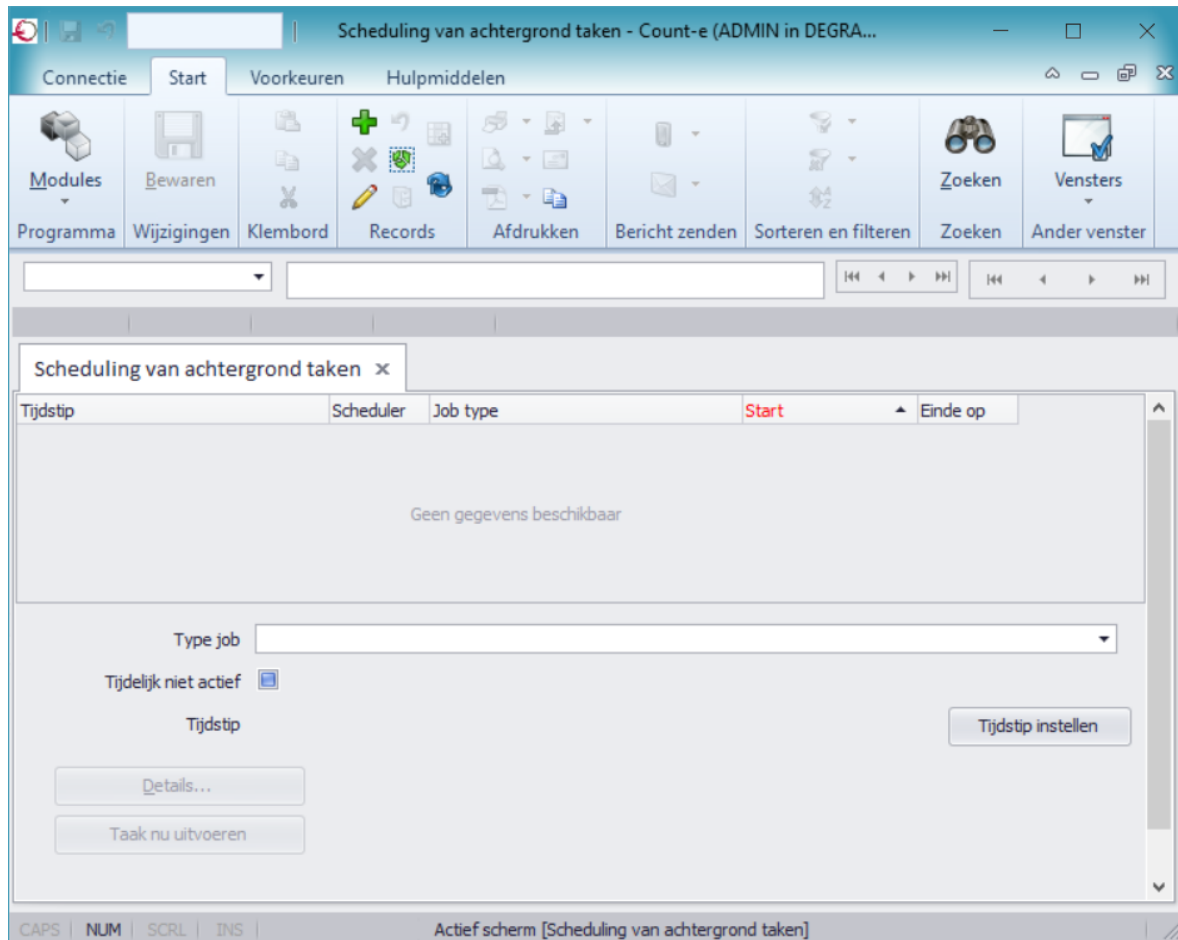 Scheduling van achtergrond taken - Count-e (ADMIN in DEGRA...
Connectie Start Voorkeuren Hulpmiddelen
Modules Bewaren Zoeken Vensters
Programma Wijzigingen Klembord Records Afdrukken Bericht zenden Sorteren en filteren Zoeken Ander venster
Scheduling van achtergrond taken
Tijdstip Scheduler Job type Start Einde op
Geen gegevens beschikbaar
Type job
Tijdelijk niet actief
Tijdstip Tijdstip instellen
Details...
Taak nu uitvoeren
CAPS NUM SCRL INS Actief scherm [Scheduling van achtergrond taken]